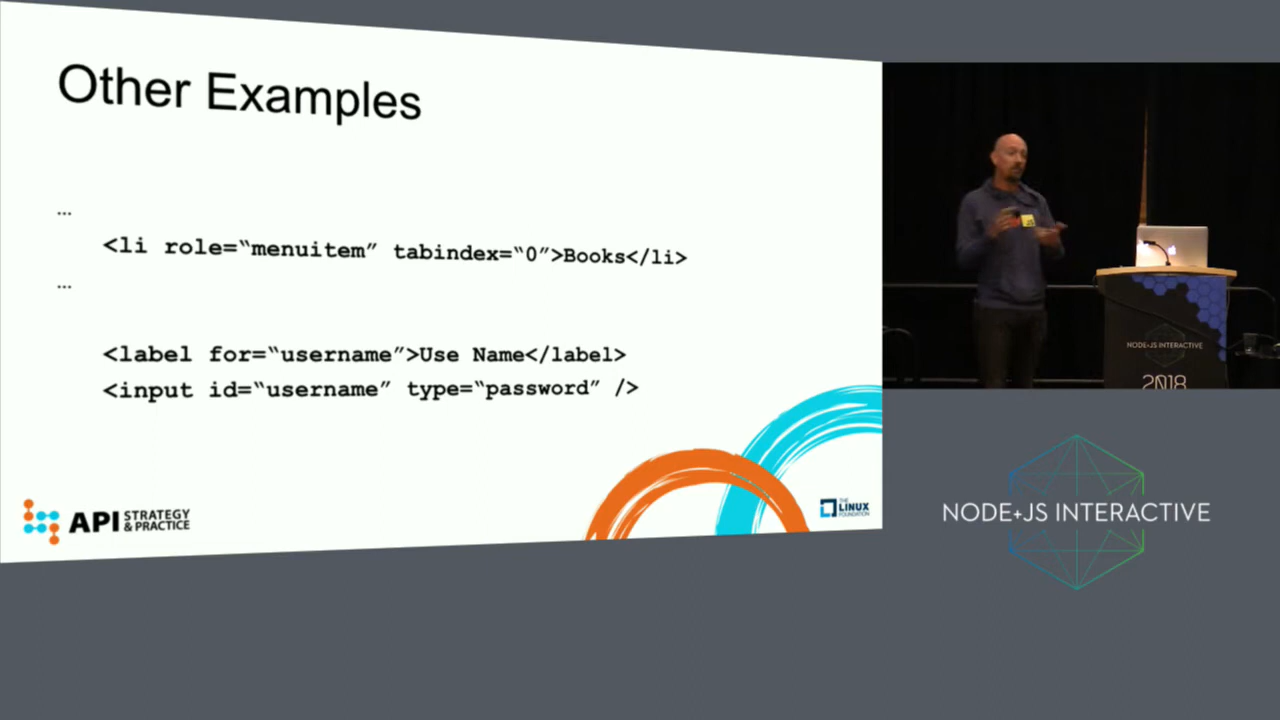 Other Examples
…
<li role=“menuitem” tabindex=“0”>Books</li>
…
<label for=“username”>Use Name</label>
<input id=“username” type=“password” />
API STRATEGY & PRACTICE
THE LINUX FOUNDATION
JS
NODE+JS INTERACTIVE
2018
NODE+JS INTERACTIVE